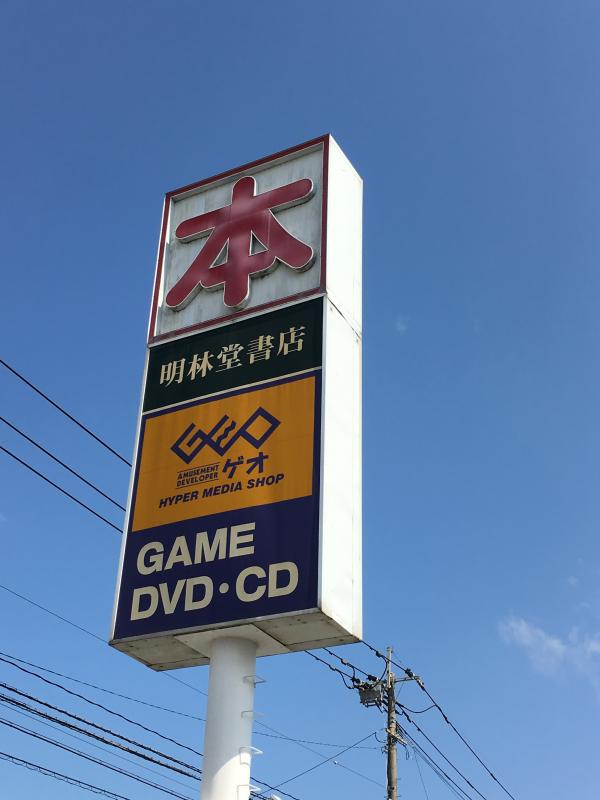 本
明林堂書店
GEO
AMUSEMENT
DEVELOPER
ゲオ
HYPER MEDIA SHOP
GAME
DVD・CD